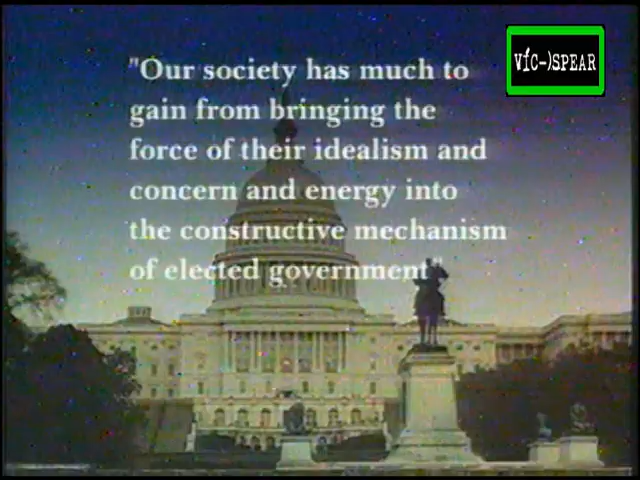 "Our society has much to
gain from bringing the
force of their idealism and
concern and energy into
the constructive mechanism
of elected government"
VfC-)SPEAR